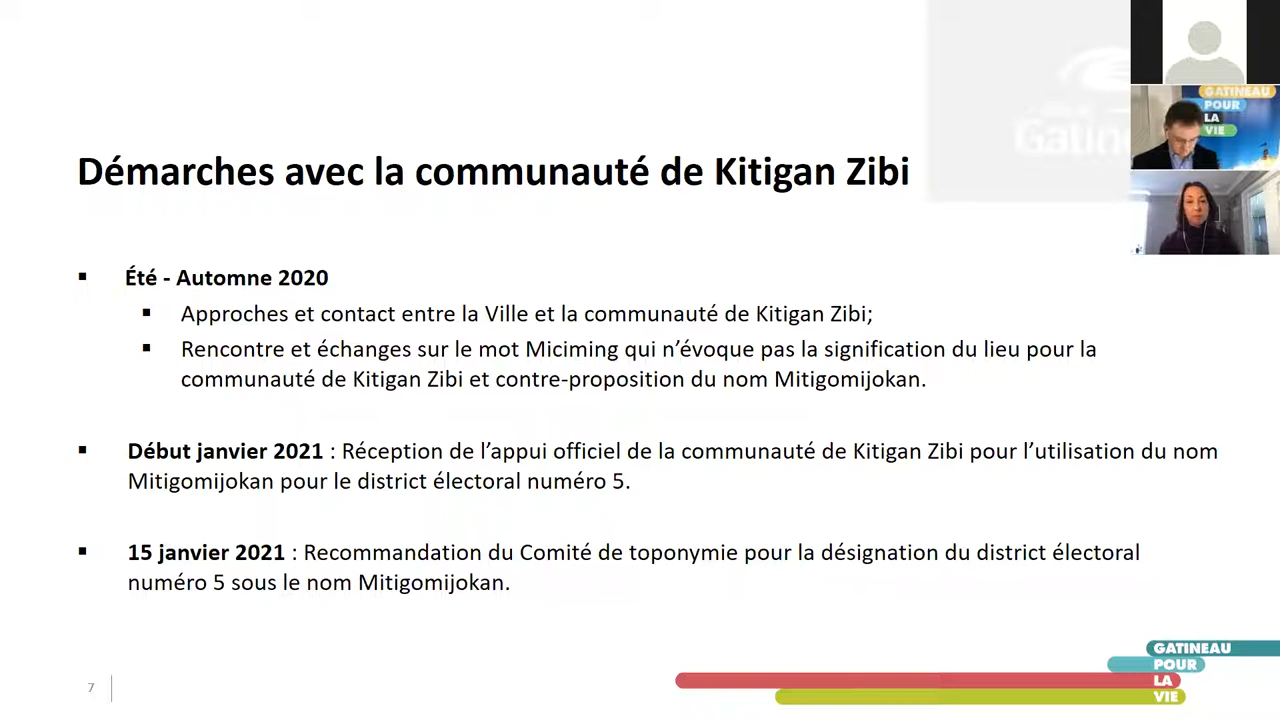 Gatine
GATINEAU
POUR
LA
VIE
Démarches avec la communauté de Kitigan Zibi
▪ Été - Automne 2020
▪ Approches et contact entre la Ville et la communauté de Kitigan Zibi;
▪ Rencontre et échanges sur le mot Miciming qui n’évoque pas la signification du lieu pour la
communauté de Kitigan Zibi et contre-proposition du nom Mitigomijokan.
▪ Début janvier 2021 : Réception de l’appui officiel de la communauté de Kitigan Zibi pour l’utilisation du nom
Mitigomijokan pour le district électoral numéro 5.
▪ 15 janvier 2021 : Recommandation du Comité de toponymie pour la désignation du district électoral
numéro 5 sous le nom Mitigomijokan.
7
GATINEAU
POUR
LA
VIE